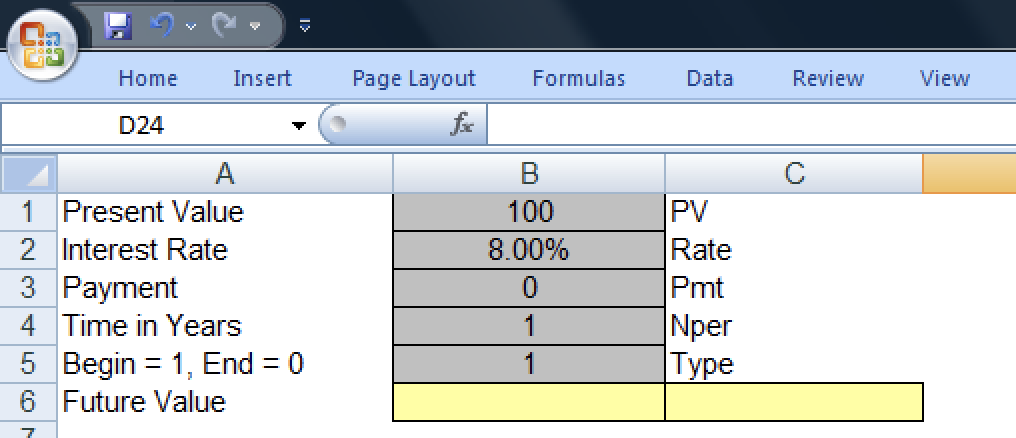 Home Insert Page Layout Formulas Data Review View
D24 fx
A B C
1 Present Value 100 PV
2 Interest Rate 8.00% Rate
3 Payment 0 Pmt
4 Time in Years 1 Nper
5 Begin = 1, End = 0 1 Type
6 Future Value
7